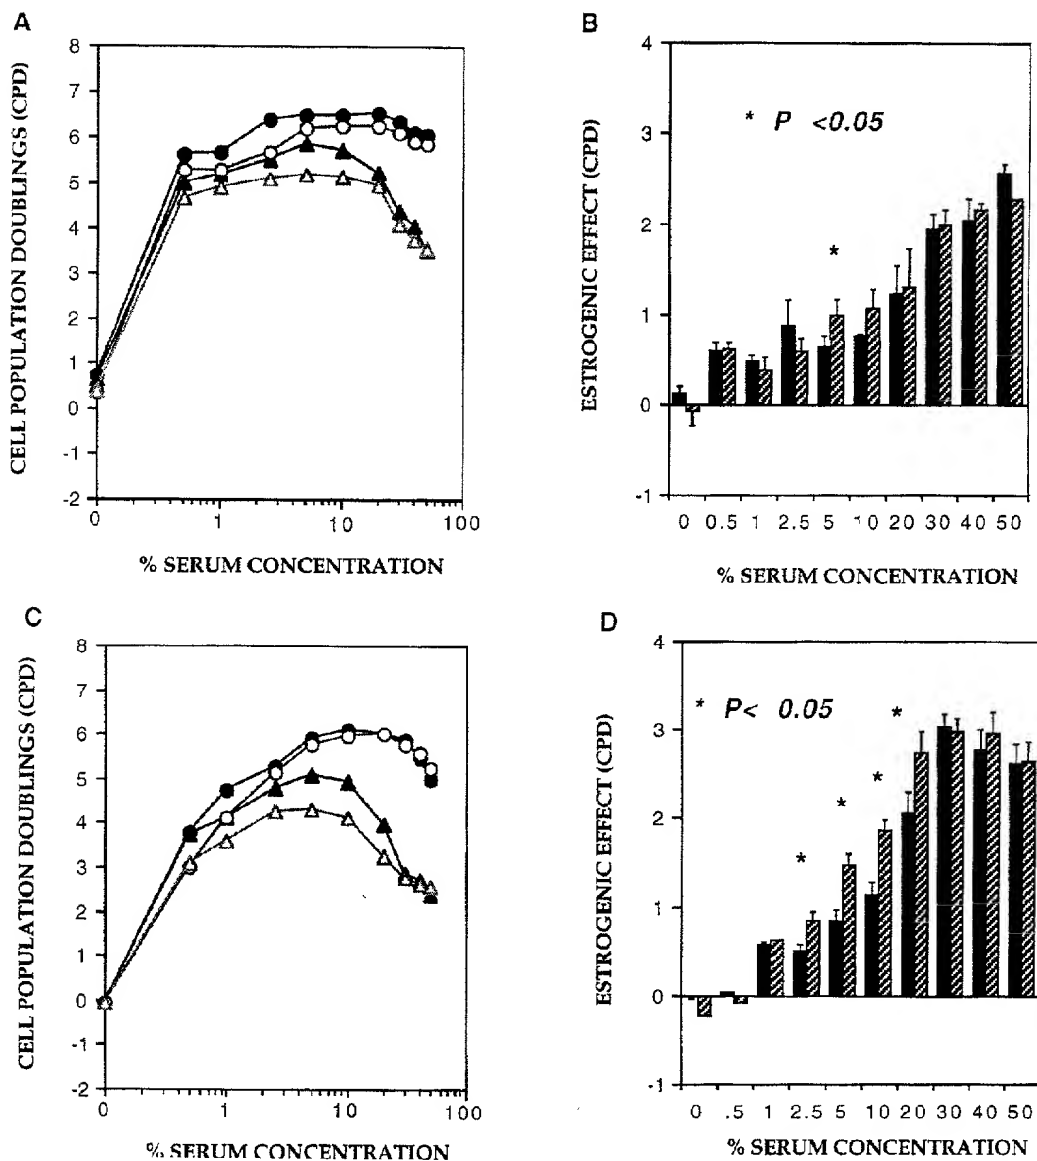 A
CELL POPULATION DOUBLINGS (CPD)
8
7
6
5
4
3
2
1
0
-1
-2
0 1 10 100
% SERUM CONCENTRATION
B
ESTROGENIC EFFECT (CPD)
4
3
2
1
0
-1
* P <0.05
*
0 0.5 1 2.5 5 10 20 30 40 50
% SERUM CONCENTRATION
C
CELL POPULATION DOUBLINGS (CPD)
8
7
6
5
4
3
2
1
0
-1
-2
0 1 10 100
% SERUM CONCENTRATION
D
ESTROGENIC EFFECT (CPD)
4
3
2
1
0
-1
* P< 0.05
*
*
*
*
0 .5 1 2.5 5 10 20 30 40 50
% SERUM CONCENTRATION